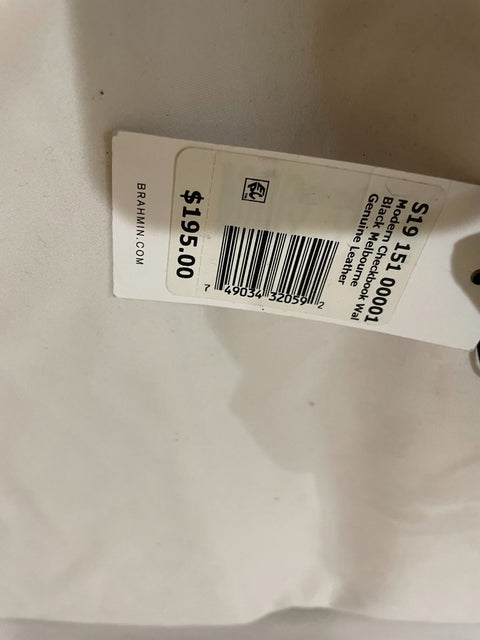 S19 151 00001
Modern Checkbook Wal
Black Melbourne
Genuine Leather
7 49034 32059 2
$195.00
BRAHMIN.COM